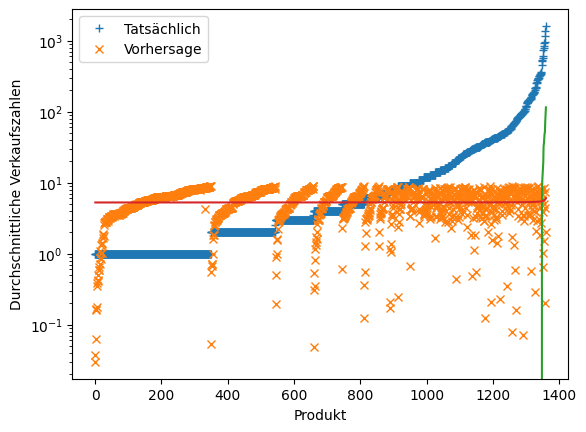 Tatsächlich
Vorhersage
Durchschnittliche Verkaufszahlen
10³
10²
10¹
10⁰
10⁻¹
0 200 400 600 800 1000 1200 1400
Produkt